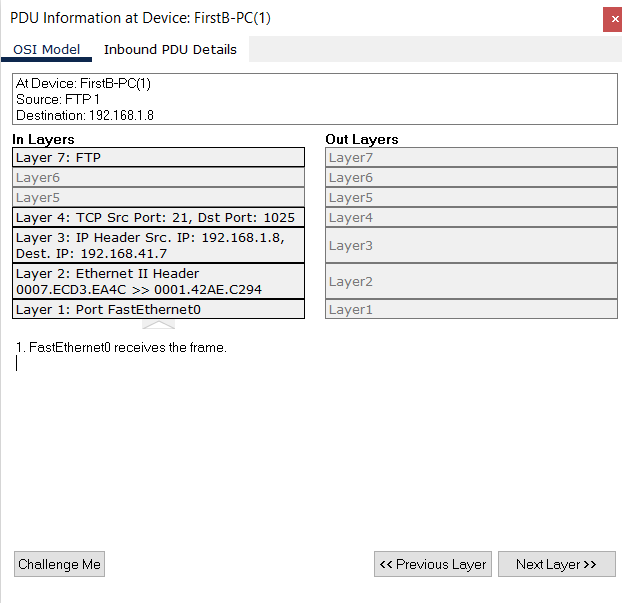 PDU Information at Device: FirstB-PC(1)
×
OSI Model
Inbound PDU Details
At Device: FirstB-PC(1)
Source: FTP 1
Destination: 192.168.1.8
In Layers
Layer 7: FTP
Layer6
Layer5
Layer 4: TCP Src Port: 21, Dst Port: 1025
Layer 3: IP Header Src. IP: 192.168.1.8,
Dest. IP: 192.168.41.7
Layer 2: Ethernet II Header
0007.ECD3.EA4C >> 0001.42AE.C294
Layer 1: Port FastEthernet0
Out Layers
Layer7
Layer6
Layer5
Layer4
Layer3
Layer2
Layer1
1. FastEthernet0 receives the frame.
Challenge Me
<< Previous Layer
Next Layer >>